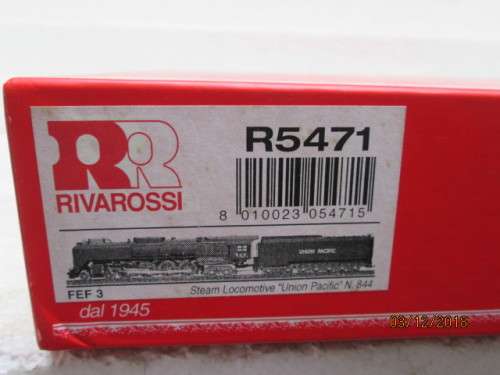 RR
RIVAROSSI
R5471
8 010023 054715
UNION PACIFIC
FEF 3
Steam Locomotive "Union Pacific" N. 844
dal 1945
03/12/2016